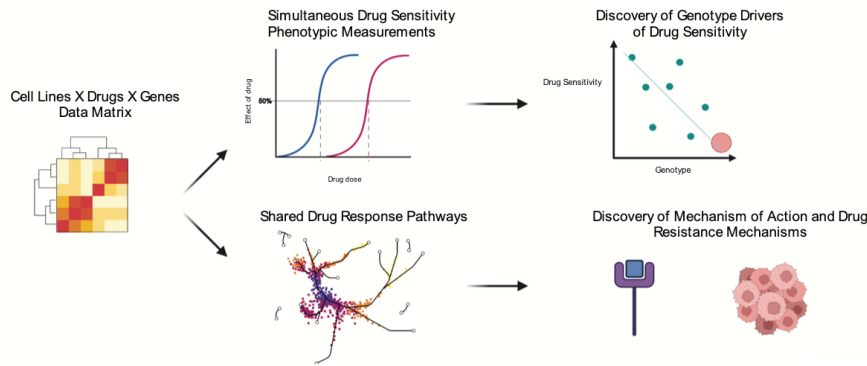 Simultaneous Drug Sensitivity
Phenotypic Measurements
Discovery of Genotype Drivers
of Drug Sensitivity
Cell Lines X Drugs X Genes
Data Matrix
Effect of drug
50%
Drug dose
Drug Sensitivity
Genotype
Shared Drug Response Pathways
Discovery of Mechanism of Action and Drug
Resistance Mechanisms